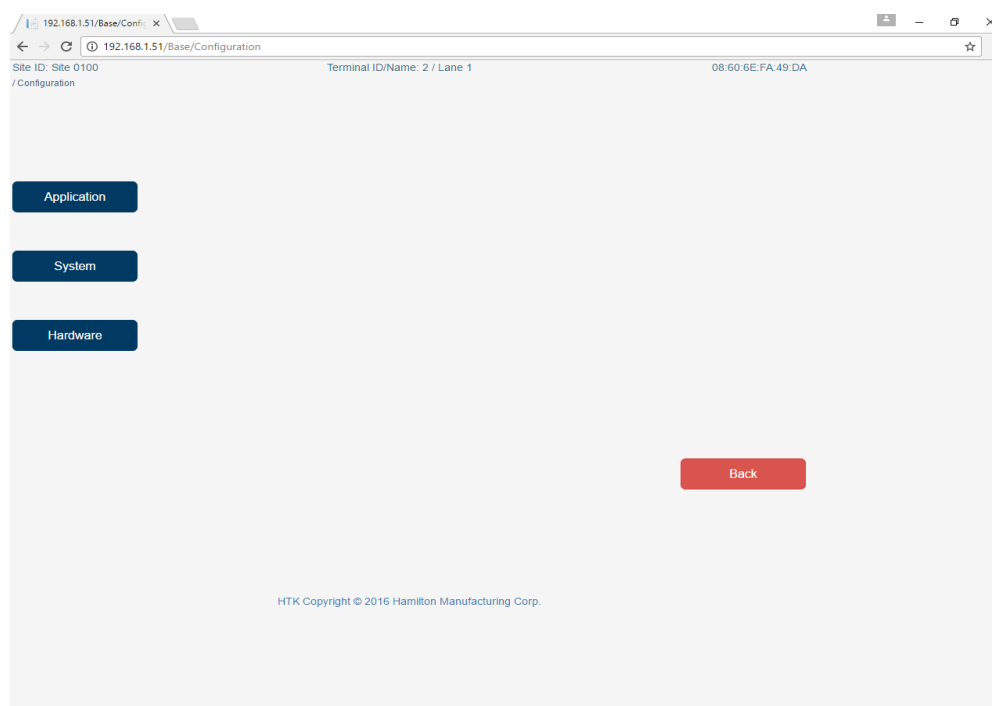 192.168.1.51/Base/Config
192.168.1.51/Base/Configuration
Site ID: Site 0100 Terminal ID/Name: 2 / Lane 1 08:60:6E:FA:49:DA
/ Configuration
Application
System
Hardware
Back
HTK Copyright © 2016 Hamilton Manufacturing Corp.